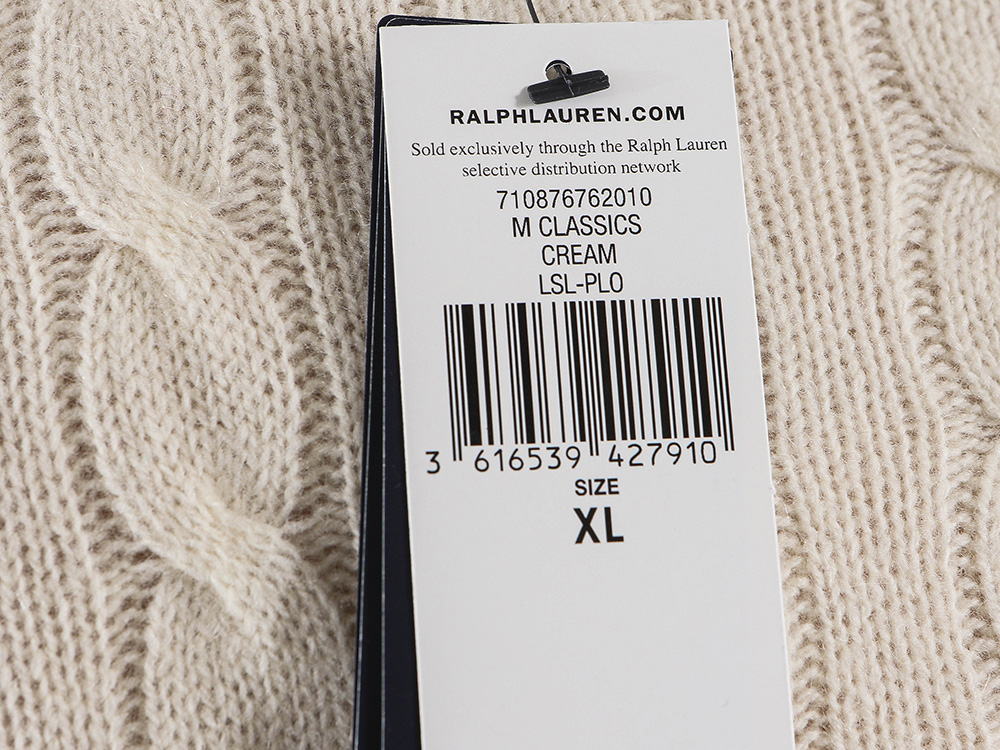 RALPHLAUREN.COM
Sold exclusively through the Ralph Lauren
selective distribution network
710876762010
M CLASSICS
CREAM
LSL-PLO
3 616539 427910
SIZE
XL